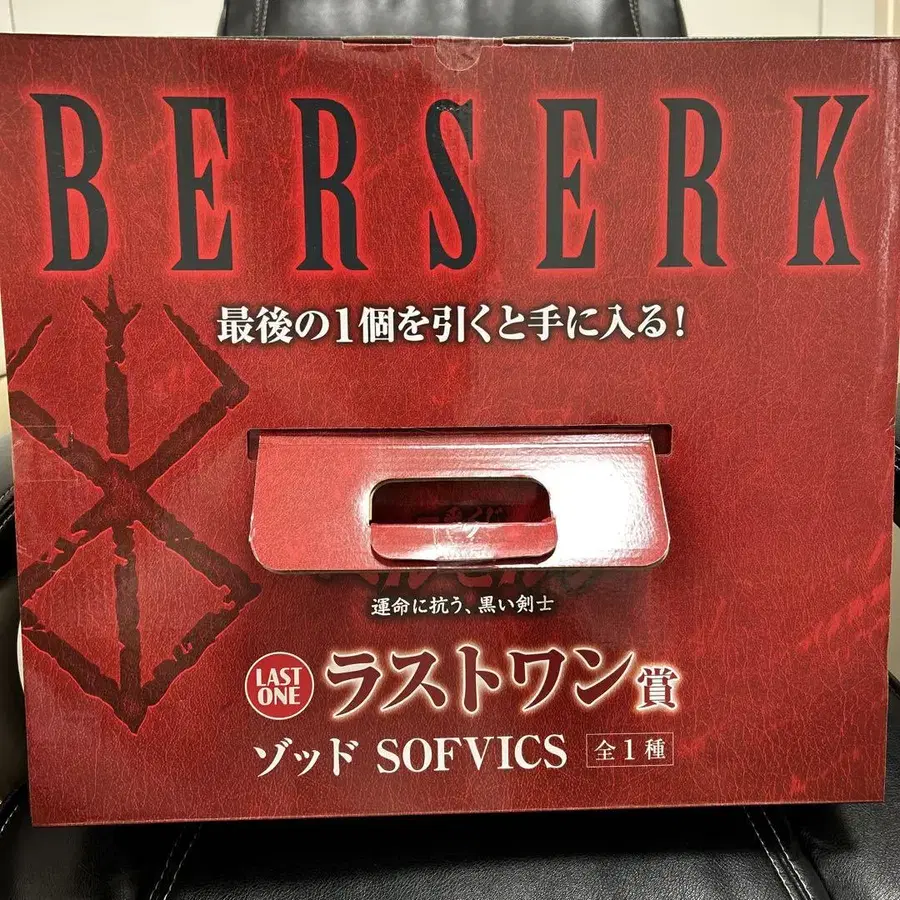 BERSERK
最後の1個を引くと手に入る!
運命に抗う、黒い剣士
LAST
ONE
ラストワン賞
ゾッド SOFVICS 全1種